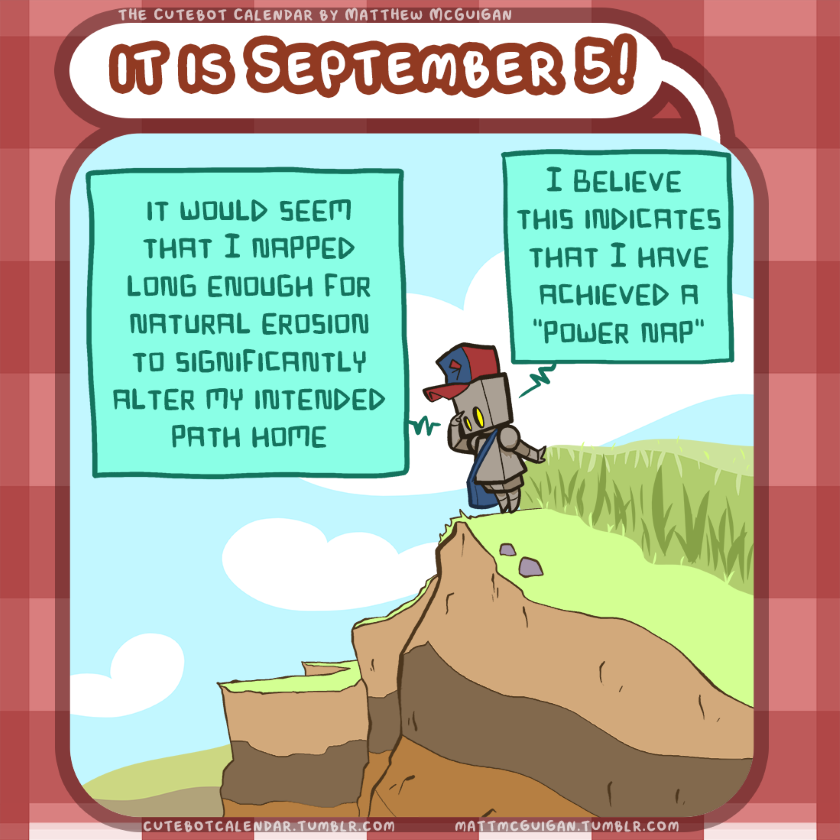 THE CUTEBOT CALENDAR BY MATTHEW MCGUIGAN
IT IS SEPTEMBER 5!
IT WOULD SEEM
THAT I NAPPED
LONG ENOUGH FOR
NATURAL EROSION
TO SIGNIFICANTLY
ALTER MY INTENDED
PATH HOME
I BELIEVE
THIS INDICATES
THAT I HAVE
ACHIEVED A
"POWER NAP"
CUTEBOTCALENDAR.TUMBLR.COM
MATTMCGUIGAN.TUMBLR.COM